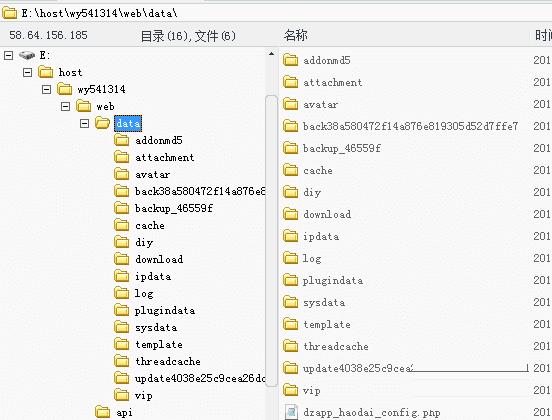 E:\host\wy541314\web\data\
58.64.156.185
目录(16),文件(6)
名称
时间
E:
host
wy541314
web
data
addonmd5
attachment
avatar
back38a580472f14a876e8
backup_46559f
cache
diy
download
ipdata
log
plugindata
sysdata
template
threadcache
update4038e25c9cea26dc
vip
api
addonmd5
201
attachment
201
avatar
201
back38a580472f14a876e819305d52d7ffe7
201
backup_46559f
201
cache
201
diy
201
download
201
ipdata
201
log
201
plugindata
201
sysdata
201
template
201
threadcache
201
update4038e25c9cea
201
vip
201
dzapp_haodai_config.php
201